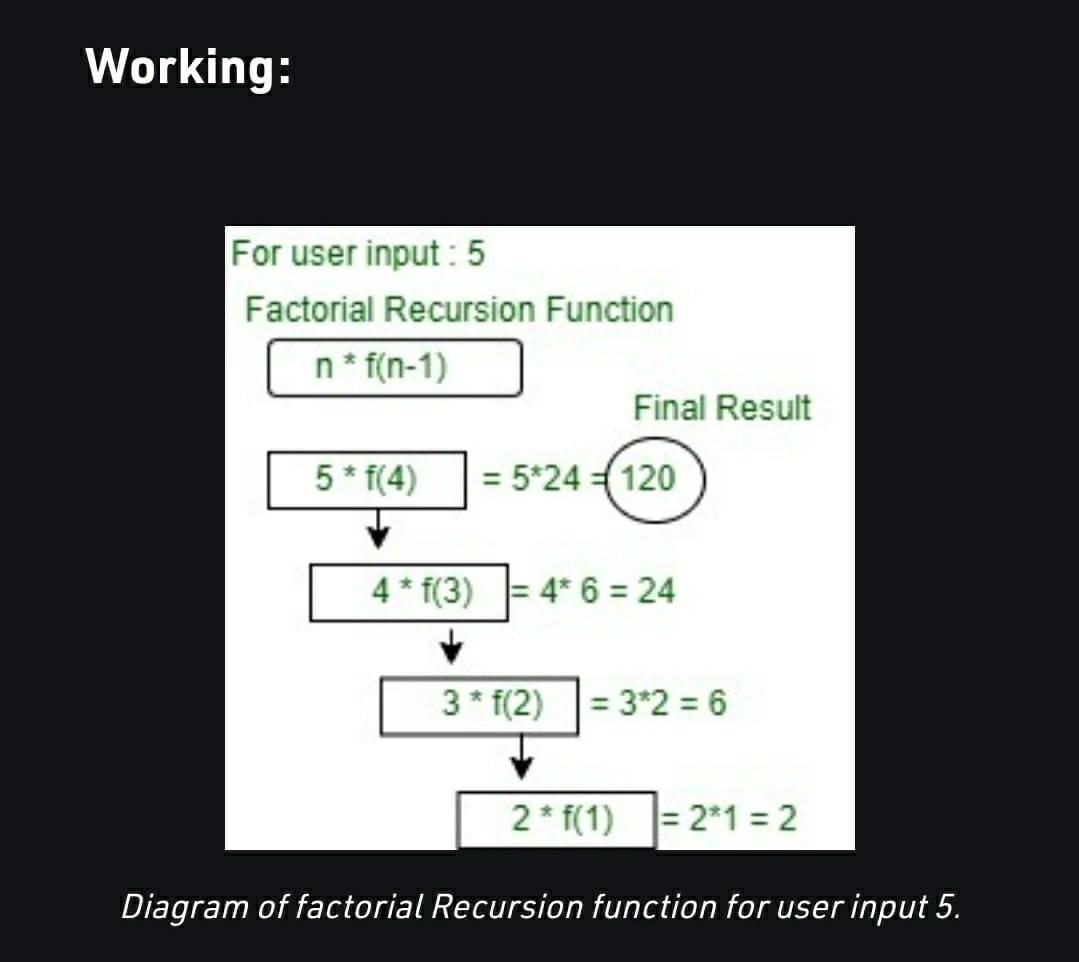 Working:
For user input : 5
Factorial Recursion Function
n * f(n-1)
Final Result
5 * f(4) = 5*24 = 120
4 * f(3) = 4* 6 = 24
3 * f(2) = 3*2 = 6
2 * f(1) = 2*1 = 2
Diagram of factorial Recursion function for user input 5.